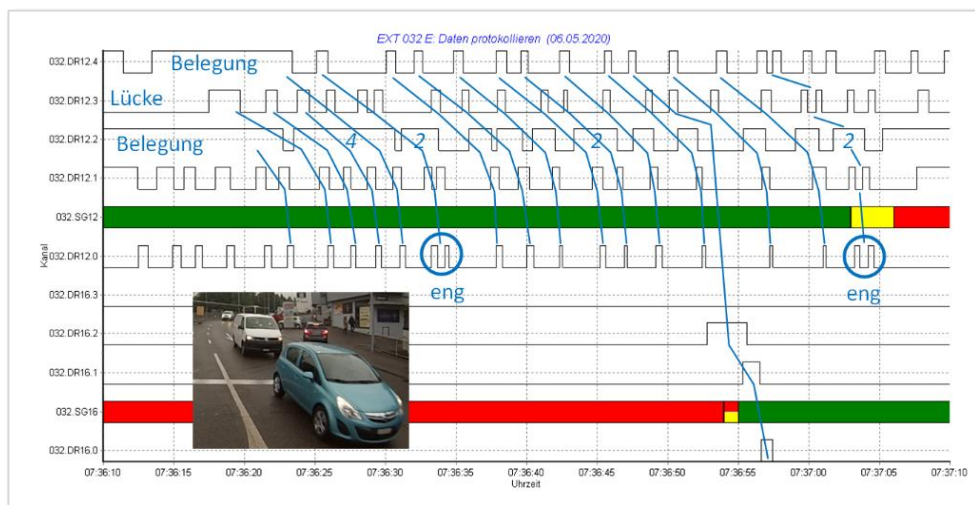 EXT 032 E: Daten protokollieren (06.05.2020)
032.DR12.4
Belegung
032.DR12.3
Lücke
032.DR12.2
Belegung
4
2
2
2
032.DR12.1
032.SG12
032.DR12.0
Kanal
eng
eng
032.DR16.3
032.DR16.2
032.DR16.1
032.SG16
032.DR16.0
07:36:10 07:36:15 07:36:20 07:36:25 07:36:30 07:36:35 07:36:40 07:36:45 07:36:50 07:36:55 07:37:00 07:37:05 07:37:10
Uhrzeit